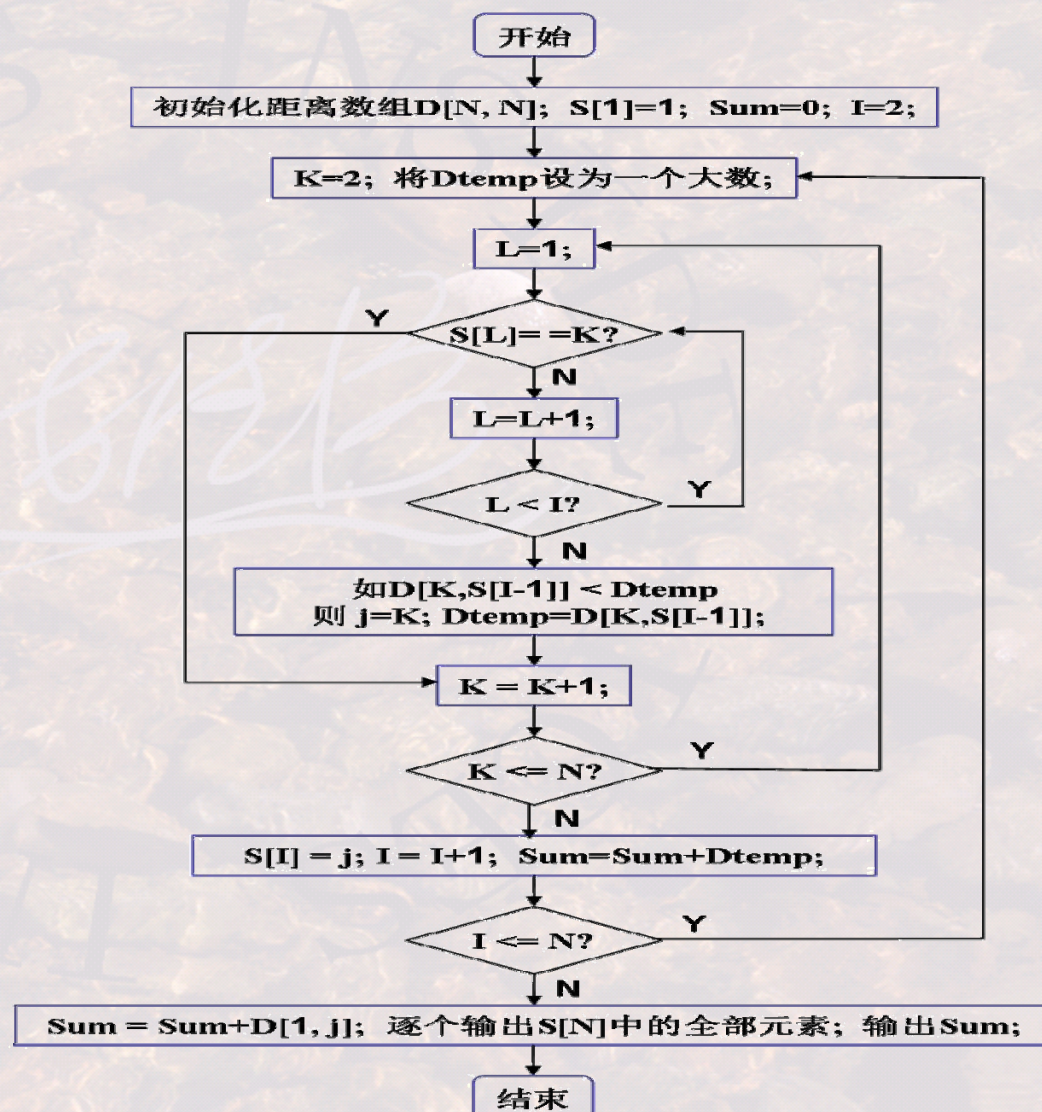 开始
初始化距离数组D[N, N]; S[1]=1; Sum=0; I=2;
K=2; 将Dtemp设为一个大数;
L=1;
Y
S[L]= =K?
N
L=L+1;
L < I?
Y
N
如D[K,S[I-1]] < Dtemp
则 j=K; Dtemp=D[K,S[I-1]];
K = K+1;
K <= N?
Y
N
S[I] = j; I = I+1; Sum=Sum+Dtemp;
I <= N?
Y
N
Sum = Sum+D[1, j]; 逐个输出S[N]中的全部元素; 输出Sum;
结束